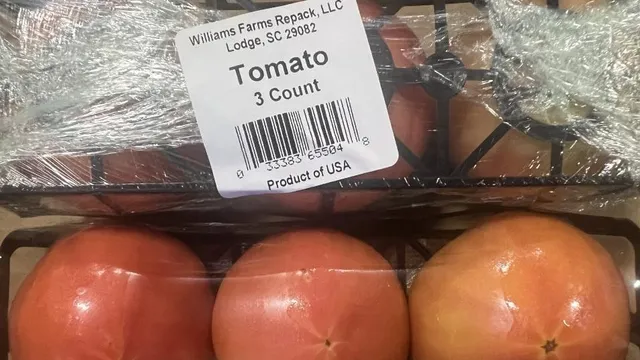 Williams Farms Repack, LLC
Lodge, SC 29082
Tomato
3 Count
0 33383 65504 8
Product of USA